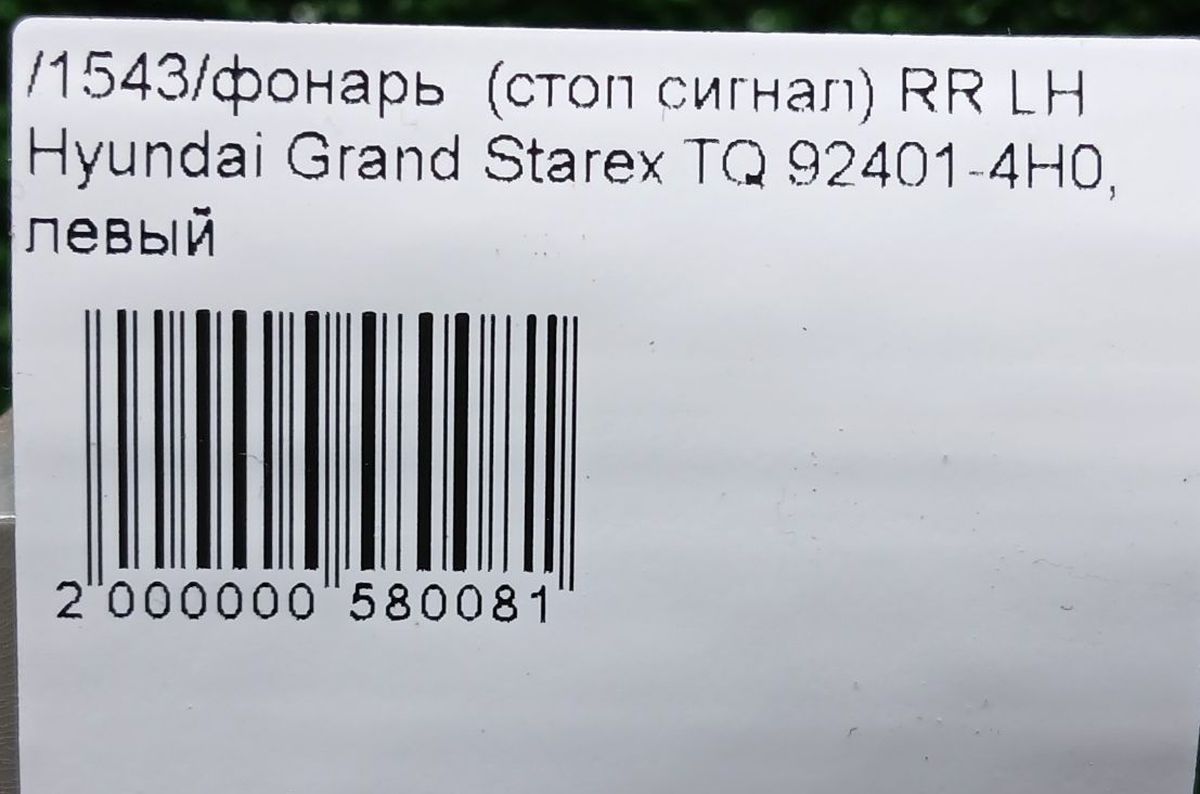 /1543/фонарь (стоп сигнал) RR LH
Hyundai Grand Starex TQ 92401-4H0,
левый
2 000000 580081